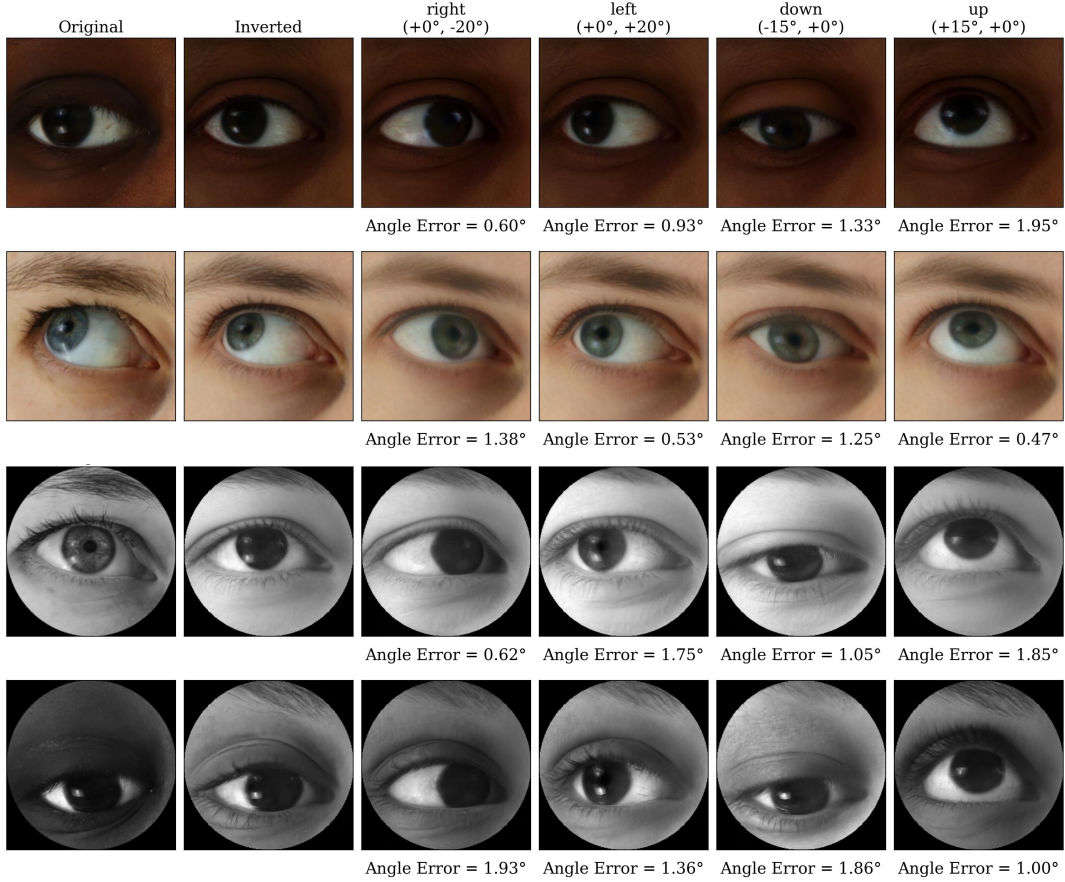 Original
Inverted
right
(+0°, -20°)
left
(+0°, +20°)
down
(-15°, +0°)
up
(+15°, +0°)
Angle Error = 0.60°
Angle Error = 0.93°
Angle Error = 1.33°
Angle Error = 1.95°
Angle Error = 1.38°
Angle Error = 0.53°
Angle Error = 1.25°
Angle Error = 0.47°
Angle Error = 0.62°
Angle Error = 1.75°
Angle Error = 1.05°
Angle Error = 1.85°
Angle Error = 1.93°
Angle Error = 1.36°
Angle Error = 1.86°
Angle Error = 1.00°